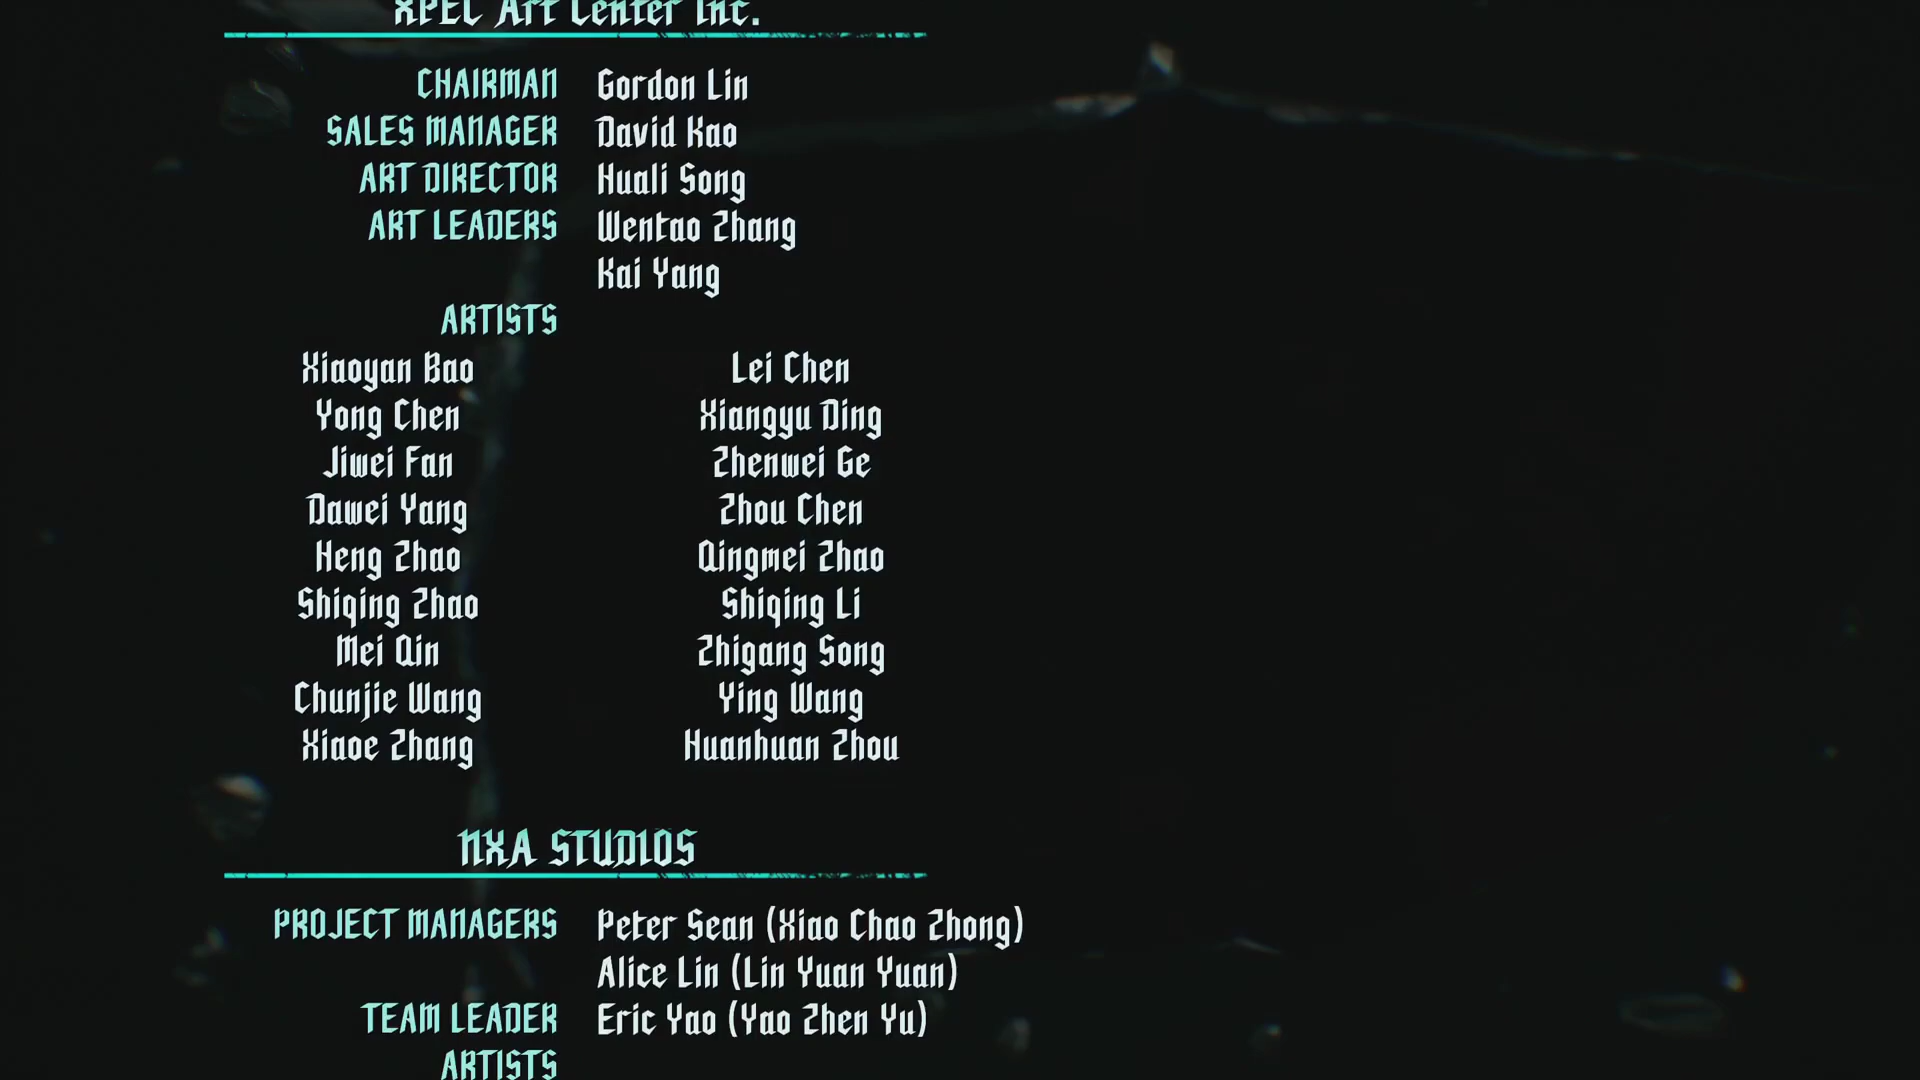 XPEC Art Center Inc.
CHAIRMAN Gordon Lin
SALES MANAGER David Kao
ART DIRECTOR Huali Song
ART LEADERS Wentao Zhang
Kai Yang
ARTISTS
Xiaoyan Bao Lei Chen
Yong Chen Xiangyu Ding
Jiwei Fan Zhenwei Ge
Dawei Yang Zhou Chen
Heng Zhao Qingmei Zhao
Shiqing Zhao Shiqing Li
Mei Qin Zhigang Song
Chunjie Wang Ying Wang
Xiaoe Zhang Huanhuan Zhou
NXA STUDIOS
PROJECT MANAGERS Peter Sean (Xiao Chao Zhong)
Alice Lin (Lin Yuan Yuan)
TEAM LEADER Eric Yao (Yao Zhen Yu)
ARTISTS